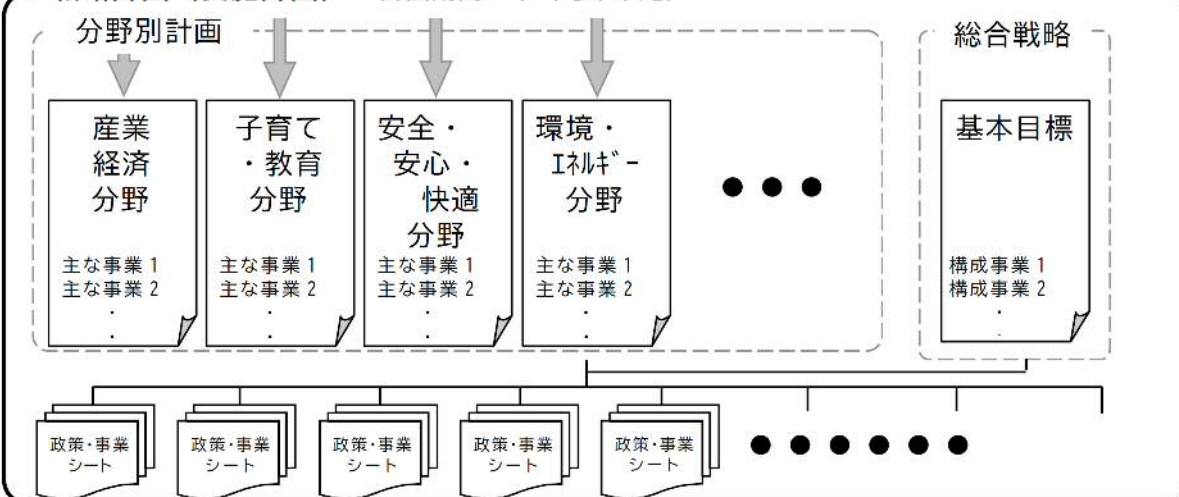 分野別計画
総合戦略
産業
経済
分野
主な事業1
主な事業2
・
・
子育て
・教育
分野
主な事業1
主な事業2
・
・
安全・
安心・
快適
分野
主な事業1
主な事業2
・
・
環境・
ｴﾈﾙｷﾞｰ
分野
主な事業1
主な事業2
・
・
● ● ●
基本目標
構成事業1
構成事業2
・
・
政策・事業
シート
政策・事業
シート
政策・事業
シート
政策・事業
シート
政策・事業
シート
● ● ● ● ● ●